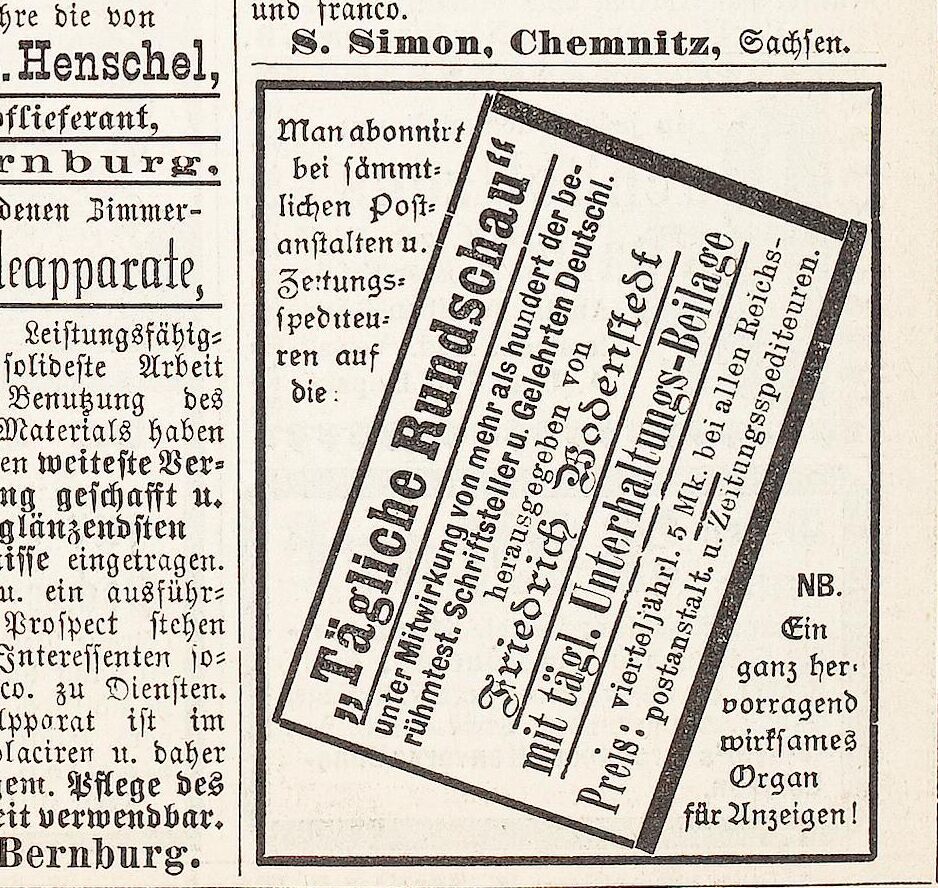 hre die von
. Henschel,
oflieferant,
rnburg.
denen Zimmer-
leapparate,
Leistungsfähig-
solideste Arbeit
Benutzung des
Materials haben
en weiteste Ver-
ng geschafft u.
glänzendsten
nisse eingetragen.
u. ein ausführ-
Prospect stehen
Interessenten so-
co. zu Diensten.
Apparat ist im
placiren u. daher
gem. Pflege des
eit verwendbar.
Bernburg.
und franco.
S. Simon, Chemnitz, Sachsen.
Man abonnirt
bei sämmt-
lichen Post-
anstalten u.
Zeitungs-
spediteu-
ren auf
die:
„Tägliche Rundschau“
unter Mitwirkung von mehr als hundert der be-
rühmtest. Schriftsteller u. Gelehrten Deutschl.
herausgegeben von
Friedrich Bodenstedt
mit tägl. Unterhaltungs-Beilage
Preis: vierteljährl. 5 Mk. bei allen Reichs-
postanstalt. u. Zeitungsspediteuren.
NB.
Ein
ganz her-
vorragend
wirksames
Organ
für Anzeigen!